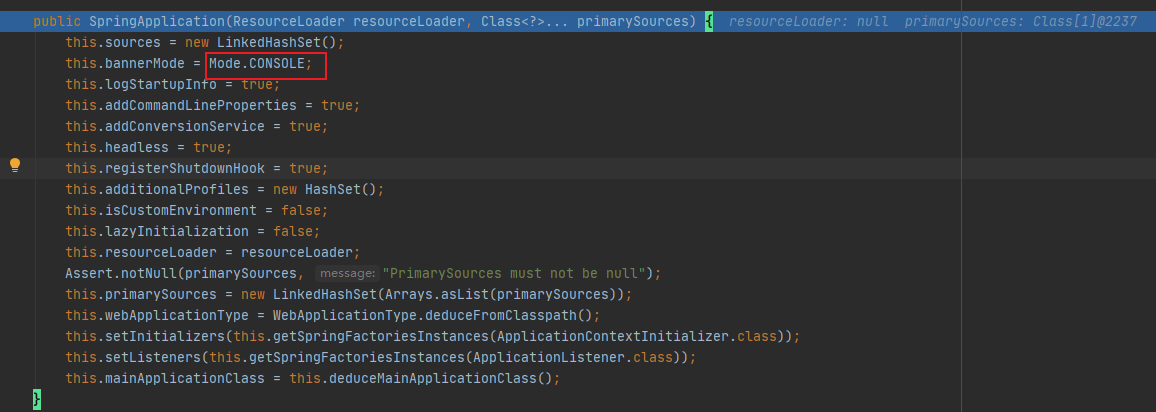 public SpringApplication(ResourceLoader resourceLoader, Class<?>... primarySources) { resourceLoader: null primarySources: Class[1]@2237
this.sources = new LinkedHashSet();
this.bannerMode = Mode.CONSOLE;
this.logStartupInfo = true;
this.addCommandLineProperties = true;
this.addConversionService = true;
this.headless = true;
this.registerShutdownHook = true;
this.additionalProfiles = new HashSet();
this.isCustomEnvironment = false;
this.lazyInitialization = false;
this.resourceLoader = resourceLoader;
Assert.notNull(primarySources, message: "PrimarySources must not be null");
this.primarySources = new LinkedHashSet(Arrays.asList(primarySources));
this.webApplicationType = WebApplicationType.deduceFromClasspath();
this.setInitializers(this.getSpringFactoriesInstances(ApplicationContextInitializer.class));
this.setListeners(this.getSpringFactoriesInstances(ApplicationListener.class));
this.mainApplicationClass = this.deduceMainApplicationClass();
}